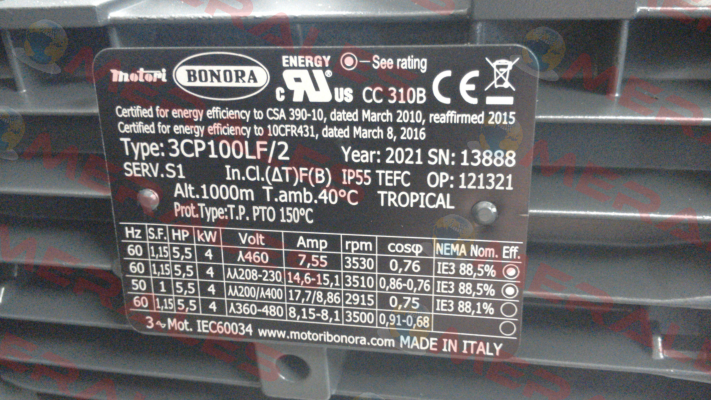 motori BONORA ENERGY See rating
c UR US CC 310B CE
Certified for energy efficiency to CSA 390-10, dated March 2010, reaffirmed 2015
Certified for energy efficiency to 10CFR431, dated March 8, 2016
Type: 3CP100LF/2 Year: 2021 SN: 13888
SERV.S1 In.Cl.(ΔT)F(B) IP55 TEFC OP: 121321
Alt.1000m T.amb.40°C TROPICAL
Prot.Type:T.P. PTO 150°C
Hz S.F. HP kW Volt Amp rpm cosφ NEMA Nom. Eff.
60 1,15 5,5 4 λ460 7,55 3530 0,76 IE3 88,5%
60 1,15 5,5 4 λλ208-230 14,6-15,1 3510 0,86-0,76 IE3 88,5%
50 1 5,5 4 λλ200/λ400 17,7/8,86 2915 0,75 IE3 88,1%
60 1,15 5,5 4 λ360-480 8,15-8,1 3500 0,91-0,68
3~Mot. IEC60034 www.motoribonora.com MADE IN ITALY